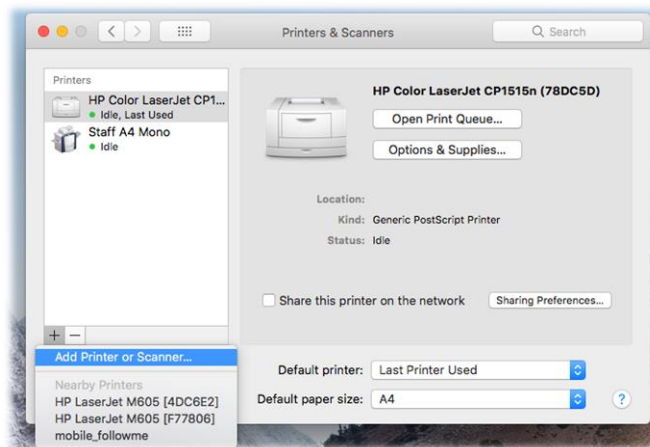 Printers & Scanners
Search
Printers
HP Color LaserJet CP1...
Idle, Last Used
Staff A4 Mono
Idle
HP Color LaserJet CP1515n (78DC5D)
Open Print Queue...
Options & Supplies...
Location:
Kind: Generic PostScript Printer
Status: Idle
Share this printer on the network
Sharing Preferences...
+ −
Add Printer or Scanner...
Nearby Printers
HP LaserJet M605 [4DC6E2]
HP LaserJet M605 [F77806]
mobile_followme
Default printer: Last Printer Used
Default paper size: A4
?